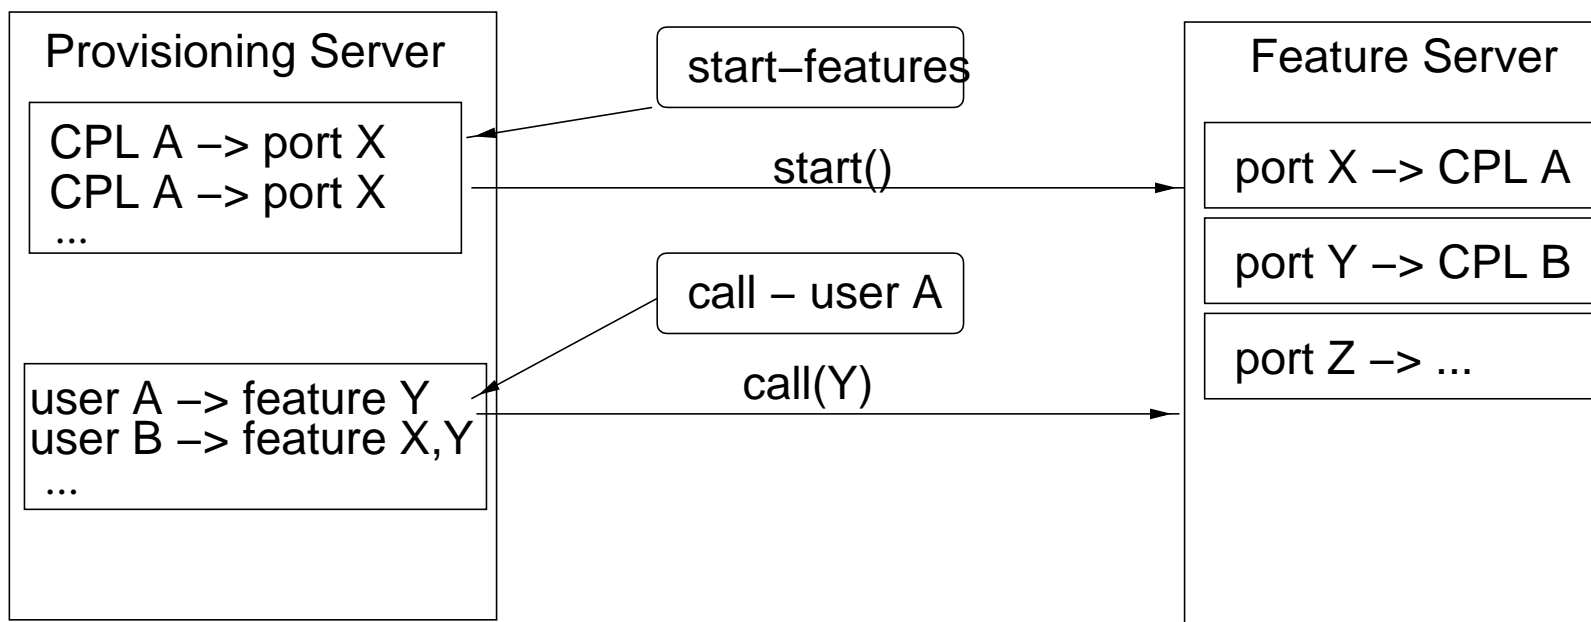 Provisioning Server
CPL A –> port X
CPL A –> port X
...
user A –> feature Y
user B –> feature X,Y
...
start–features
start()
call – user A
call(Y)
Feature Server
port X –> CPL A
port Y –> CPL B
port Z –> ...